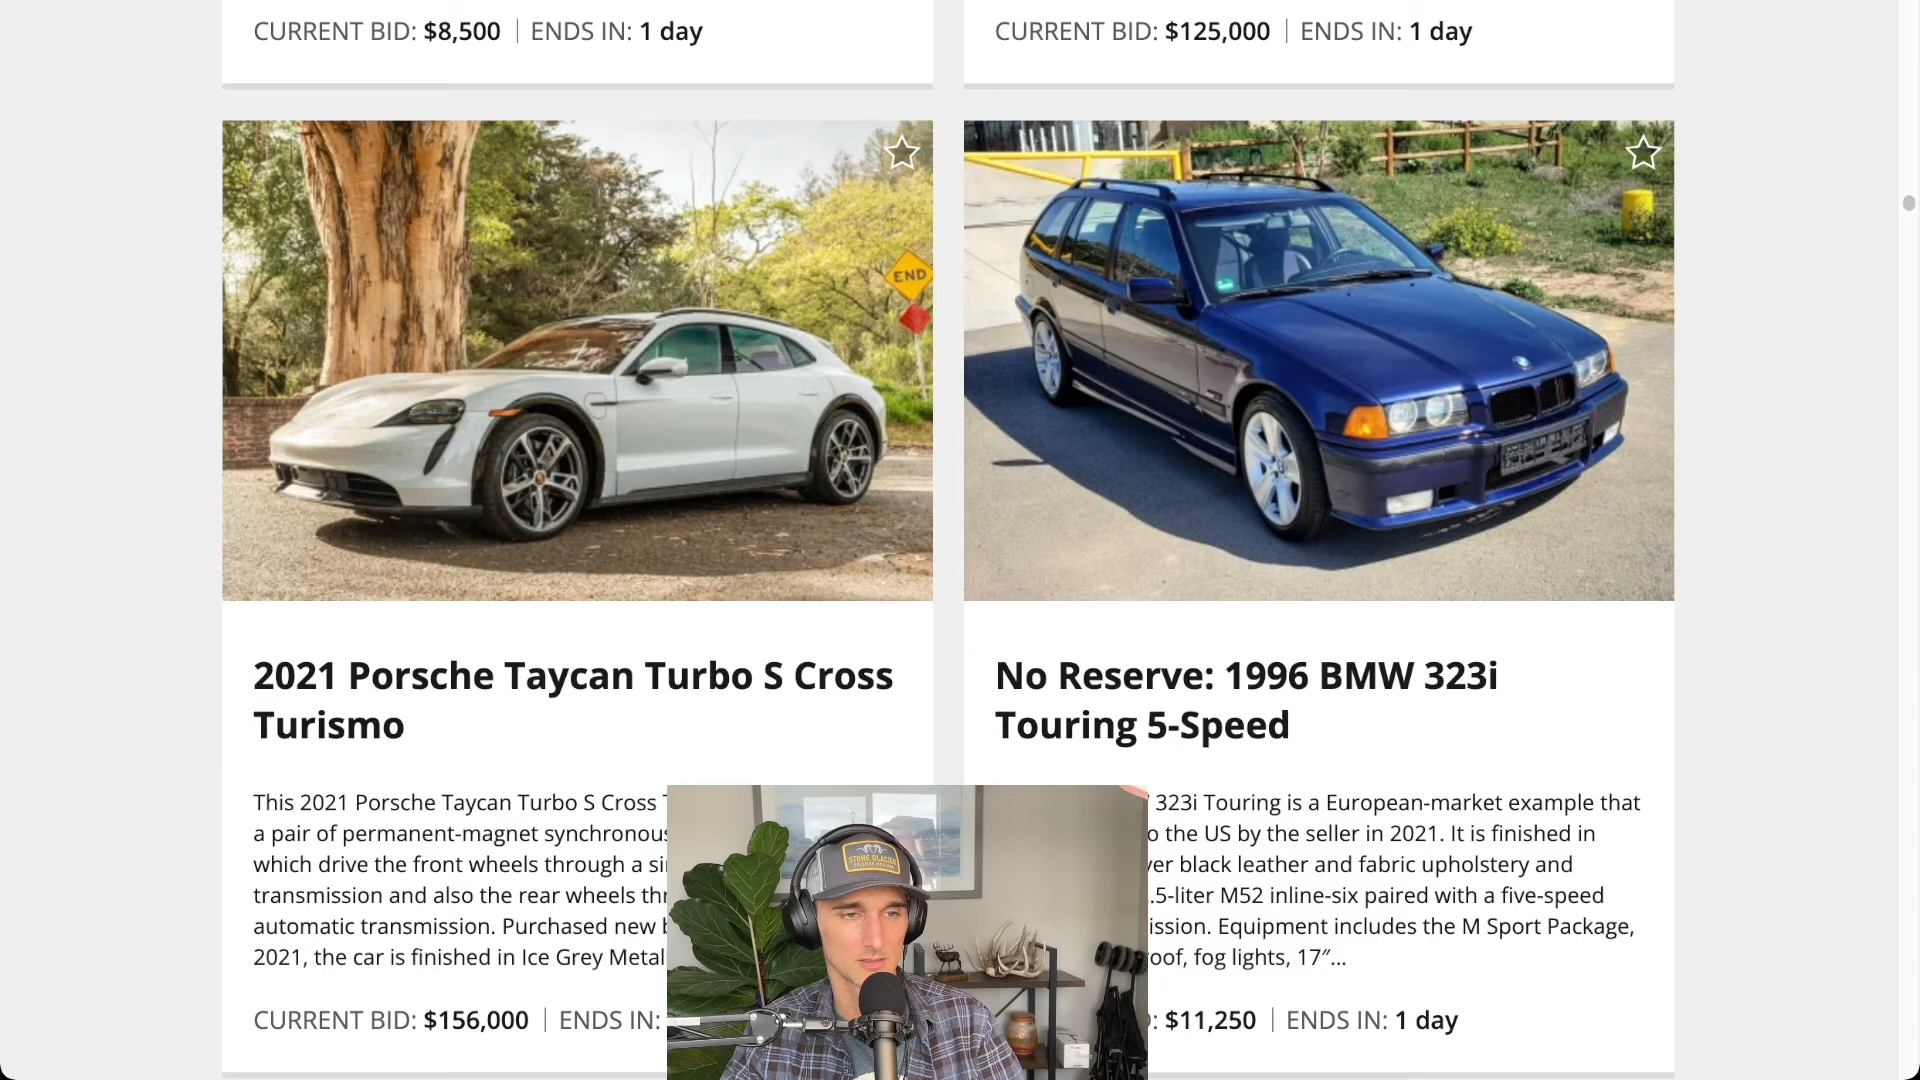 CURRENT BID: $8,500 | ENDS IN: 1 day
CURRENT BID: $125,000 | ENDS IN: 1 day
END
2021 Porsche Taycan Turbo S Cross
Turismo
This 2021 Porsche Taycan Turbo S Cross
a pair of permanent-magnet synchronous
which drive the front wheels through a
transmission and also the rear wheels
automatic transmission. Purchased new
2021, the car is finished in Ice Grey
CURRENT BID: $156,000 | ENDS IN:
No Reserve: 1996 BMW 323i
Touring 5-Speed
323i Touring is a European-market example that
the US by the seller in 2021. It is finished in
black leather and fabric upholstery and
.5-liter M52 inline-six paired with a five-speed
Equipment includes the M Sport Package,
fog lights, 17″...
$11,250 | ENDS IN: 1 day
STONE GLACIER